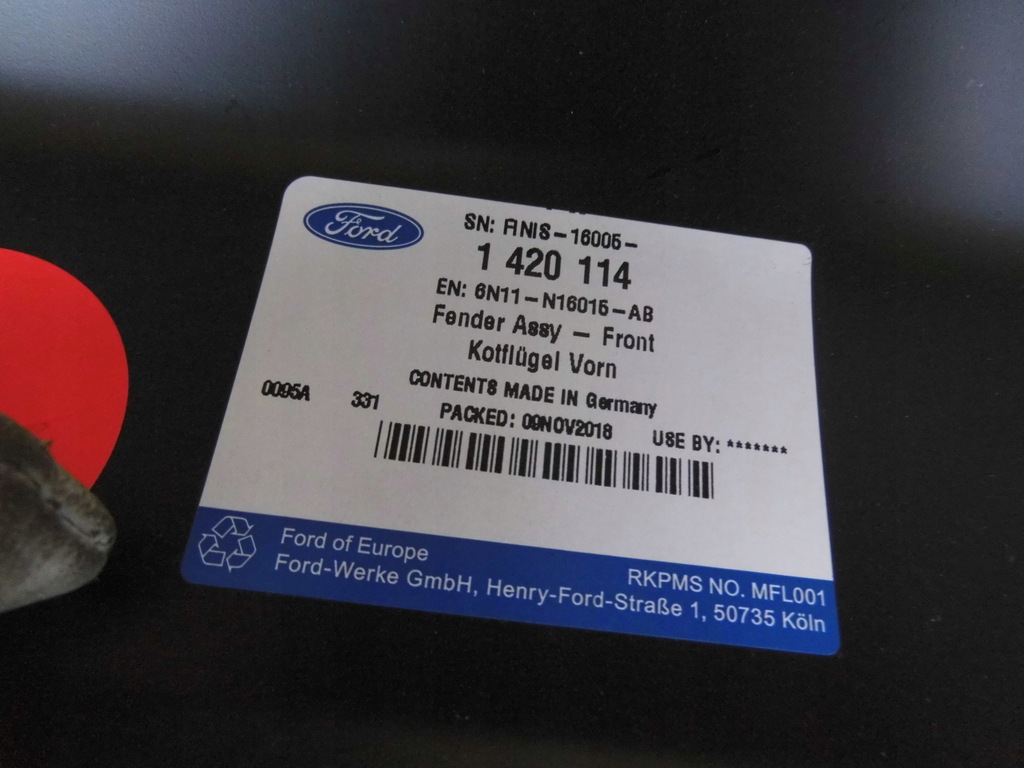 Ford
SN: FINIS-16005-
1 420 114
EN: 6N11-N16015-AB
Fender Assy - Front
Kotflügel Vorn
CONTENTS MADE IN Germany
0095A 331 PACKED: 09NOV2018 USE BY: *******
Ford of Europe RKPMS NO. MFL001
Ford-Werke GmbH, Henry-Ford-Straße 1, 50735 Köln